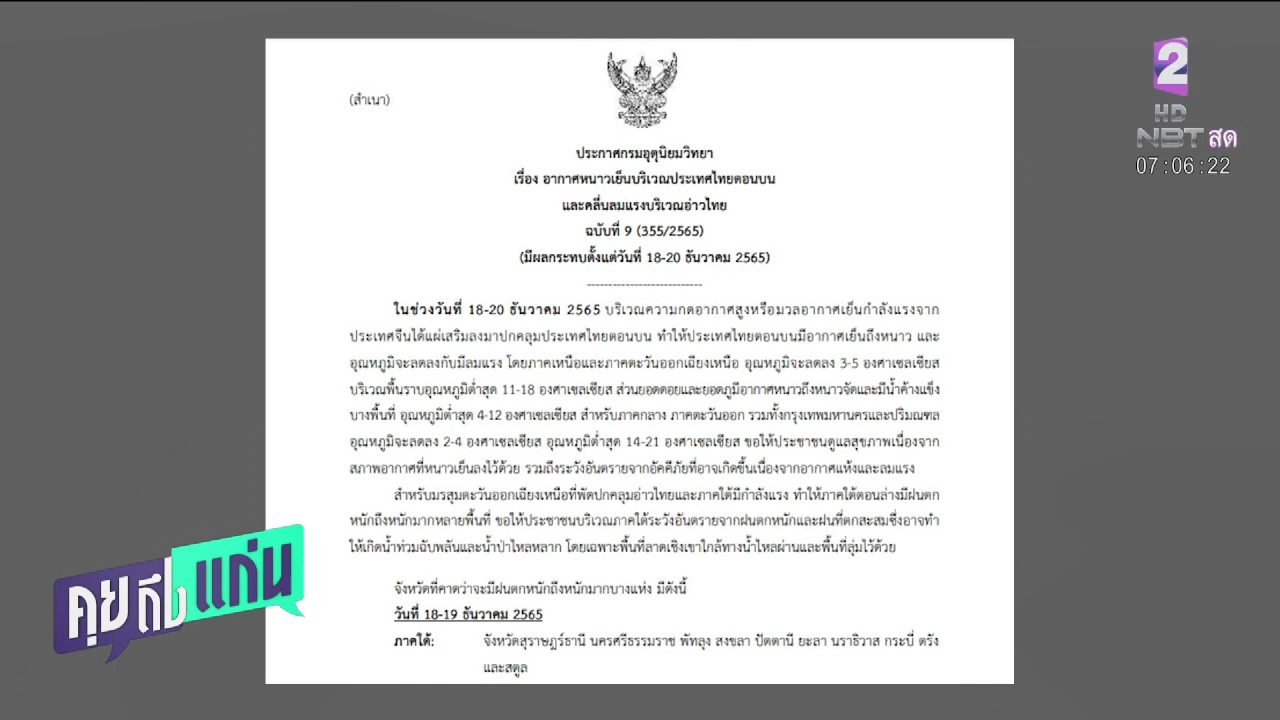 2
HD
NBT สด
07:06:22
(สำเนา)
ประกาศกรมอุตุนิยมวิทยา
เรื่อง อากาศหนาวเย็นบริเวณประเทศไทยตอนบน
และคลื่นลมแรงบริเวณอ่าวไทย
ฉบับที่ 9 (355/2565)
(มีผลกระทบตั้งแต่วันที่ 18-20 ธันวาคม 2565)
---------------------------
ในช่วงวันที่ 18-20 ธันวาคม 2565 บริเวณความกดอากาศสูงหรือมวลอากาศเย็นกำลังแรงจาก
ประเทศจีนได้แผ่เสริมลงมาปกคลุมประเทศไทยตอนบน ทำให้ประเทศไทยตอนบนมีอากาศเย็นถึงหนาว และ
อุณหภูมิจะลดลงกับมีลมแรง โดยภาคเหนือและภาคตะวันออกเฉียงเหนือ อุณหภูมิจะลดลง 3-5 องศาเซลเซียส
บริเวณพื้นราบอุณหภูมิต่ำสุด 11-18 องศาเซลเซียส ส่วนยอดดอยและยอดภูมีอากาศหนาวถึงหนาวจัดและมีน้ำค้างแข็ง
บางพื้นที่ อุณหภูมิต่ำสุด 4-12 องศาเซลเซียส สำหรับภาคกลาง ภาคตะวันออก รวมทั้งกรุงเทพมหานครและปริมณฑล
อุณหภูมิจะลดลง 2-4 องศาเซลเซียส อุณหภูมิต่ำสุด 14-21 องศาเซลเซียส ขอให้ประชาชนดูแลสุขภาพเนื่องจาก
สภาพอากาศที่หนาวเย็นลงไว้ด้วย รวมถึงระวังอันตรายจากอัคคีภัยที่อาจเกิดขึ้นเนื่องจากอากาศแห้งและลมแรง
สำหรับมรสุมตะวันออกเฉียงเหนือที่พัดปกคลุมอ่าวไทยและภาคใต้มีกำลังแรง ทำให้ภาคใต้ตอนล่างมีฝนตก
หนักถึงหนักมากหลายพื้นที่ ขอให้ประชาชนบริเวณภาคใต้ระวังอันตรายจากฝนตกหนักและฝนที่ตกสะสมซึ่งอาจทำ
ให้เกิดน้ำท่วมฉับพลันและน้ำป่าไหลหลาก โดยเฉพาะพื้นที่ลาดเชิงเขาใกล้ทางน้ำไหลผ่านและพื้นที่ลุ่มไว้ด้วย
จังหวัดที่คาดว่าจะมีฝนตกหนักถึงหนักมากบางแห่ง มีดังนี้
วันที่ 18-19 ธันวาคม 2565
ภาคใต้: จังหวัดสุราษฎร์ธานี นครศรีธรรมราช พัทลุง สงขลา ปัตตานี ยะลา นราธิวาส กระบี่ ตรัง
และสตูล
คุยถึงแก่น